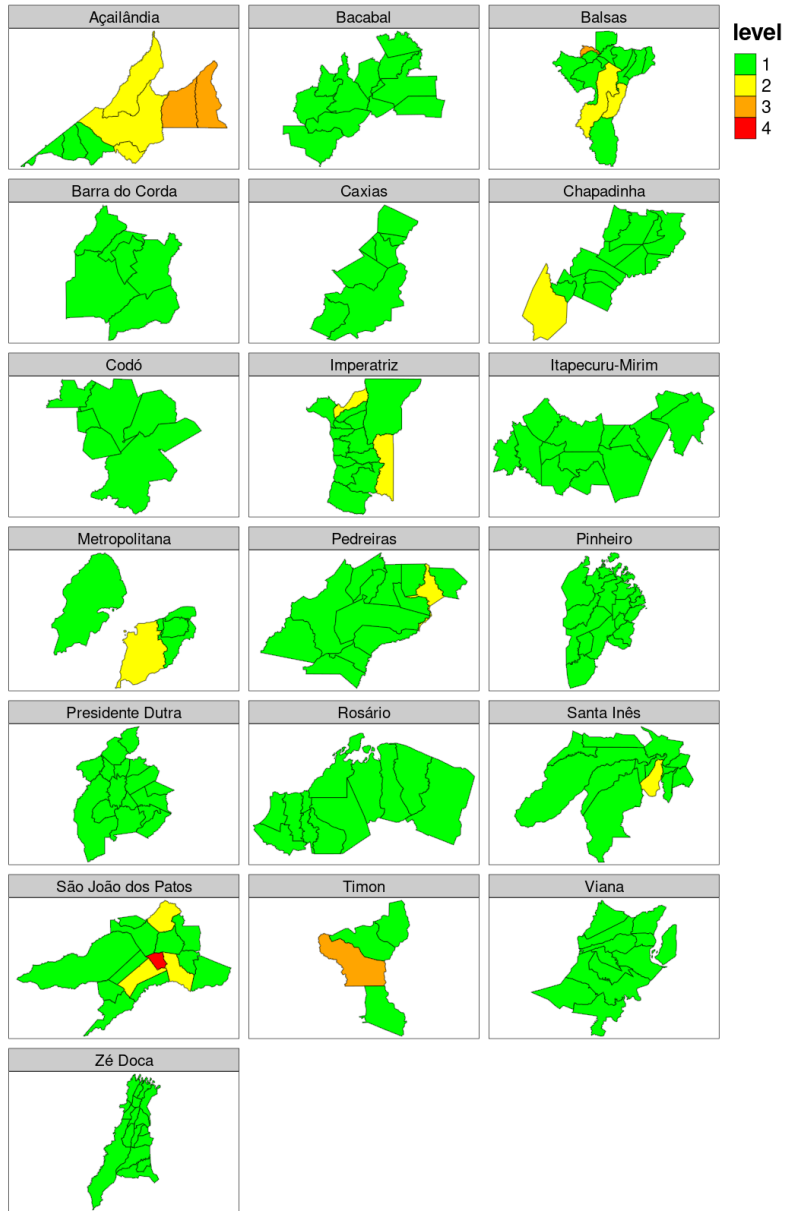 Açailândia
Bacabal
Balsas
level
1
2
3
4
Barra do Corda
Caxias
Chapadinha
Codó
Imperatriz
Itapecuru-Mirim
Metropolitana
Pedreiras
Pinheiro
Presidente Dutra
Rosário
Santa Inês
São João dos Patos
Timon
Viana
Zé Doca